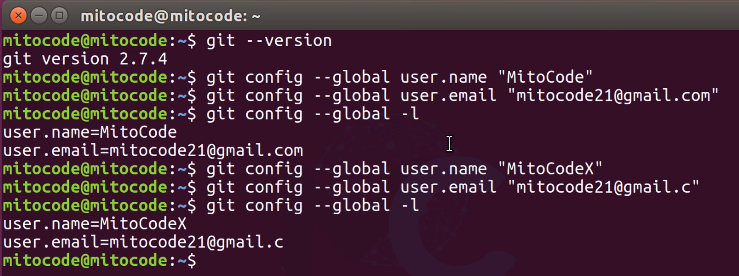 mitocode@mitocode: ~
mitocode@mitocode:~$ git --version
git version 2.7.4
mitocode@mitocode:~$ git config --global user.name "MitoCode"
mitocode@mitocode:~$ git config --global user.email "mitocode21@gmail.com"
mitocode@mitocode:~$ git config --global -l
user.name=MitoCode
user.email=mitocode21@gmail.com
mitocode@mitocode:~$ git config --global user.name "MitoCodeX"
mitocode@mitocode:~$ git config --global user.email "mitocode21@gmail.c"
mitocode@mitocode:~$ git config --global -l
user.name=MitoCodeX
user.email=mitocode21@gmail.c
mitocode@mitocode:~$